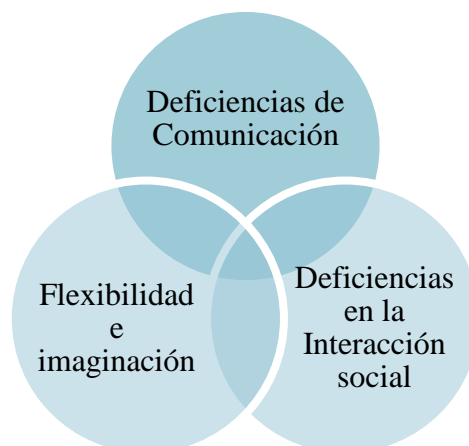 Deficiencias de
Comunicación
Flexibilidad
e
imaginación
Deficiencias
en la
Interacción
social